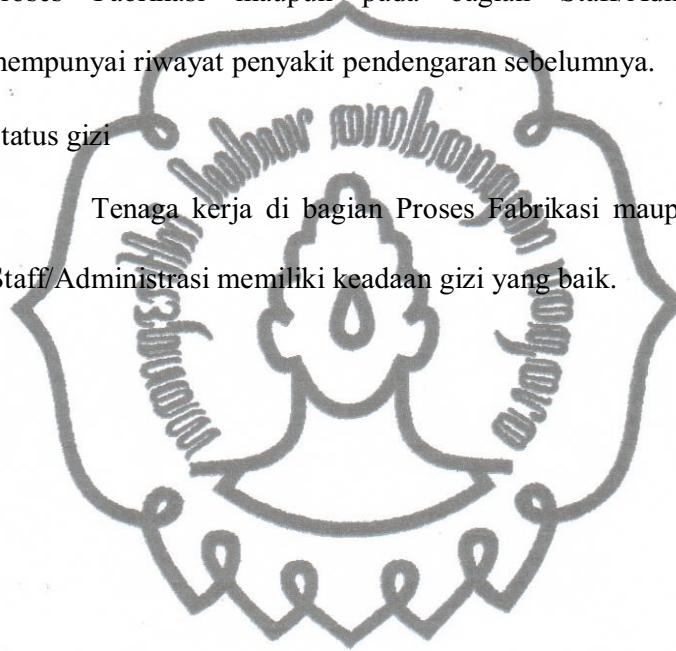 roses Fabrikasi maupun pada bagian Staff/Adm
mempunyai riwayat penyakit pendengaran sebelumnya.
tatus gizi
Tenaga kerja di bagian Proses Fabrikasi maup
Staff/Administrasi memiliki keadaan gizi yang baik.